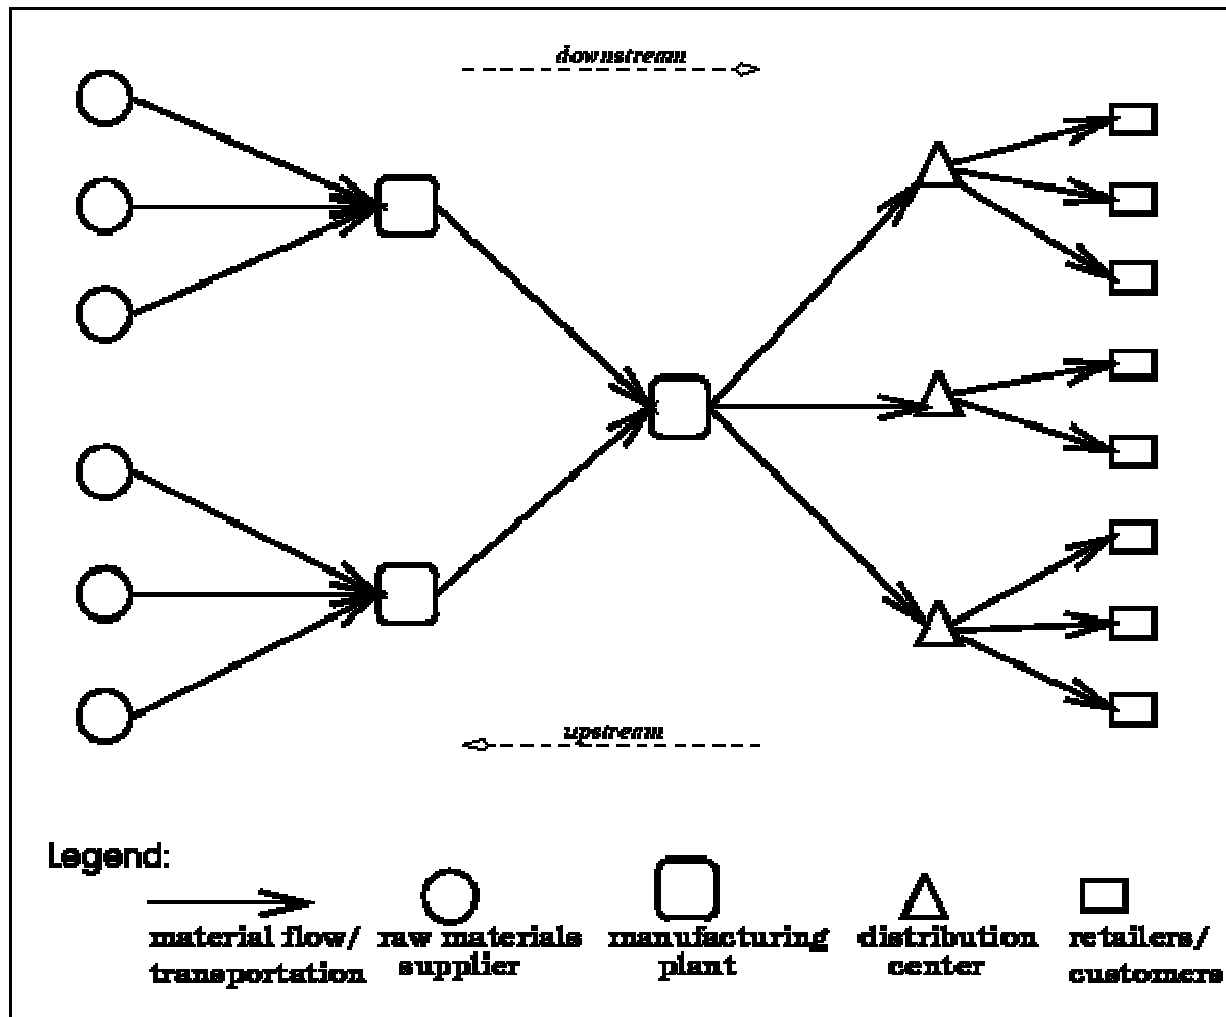 downstream
upstream
Legend:
material flow/
transportation
raw materials
supplier
manufacturing
plant
distribution
center
retailers/
customers